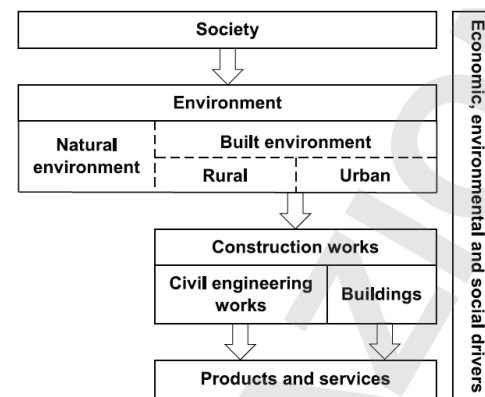 Society
Environment
Natural
environment
Built environment
Rural
Urban
Construction works
Civil engineering
works
Buildings
Products and services
Economic, environmental and social drivers